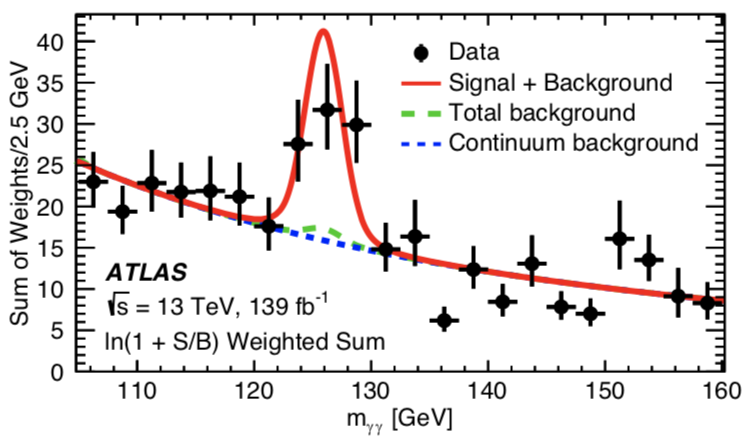 Sum of Weights/2.5 GeV
40
35
30
25
20
15
10
5
0
Data
Signal + Background
Total background
Continuum background
ATLAS
√s = 13 TeV, 139 fb⁻¹
ln(1 + S/B) Weighted Sum
110 120 130 140 150 160
mγγ [GeV]